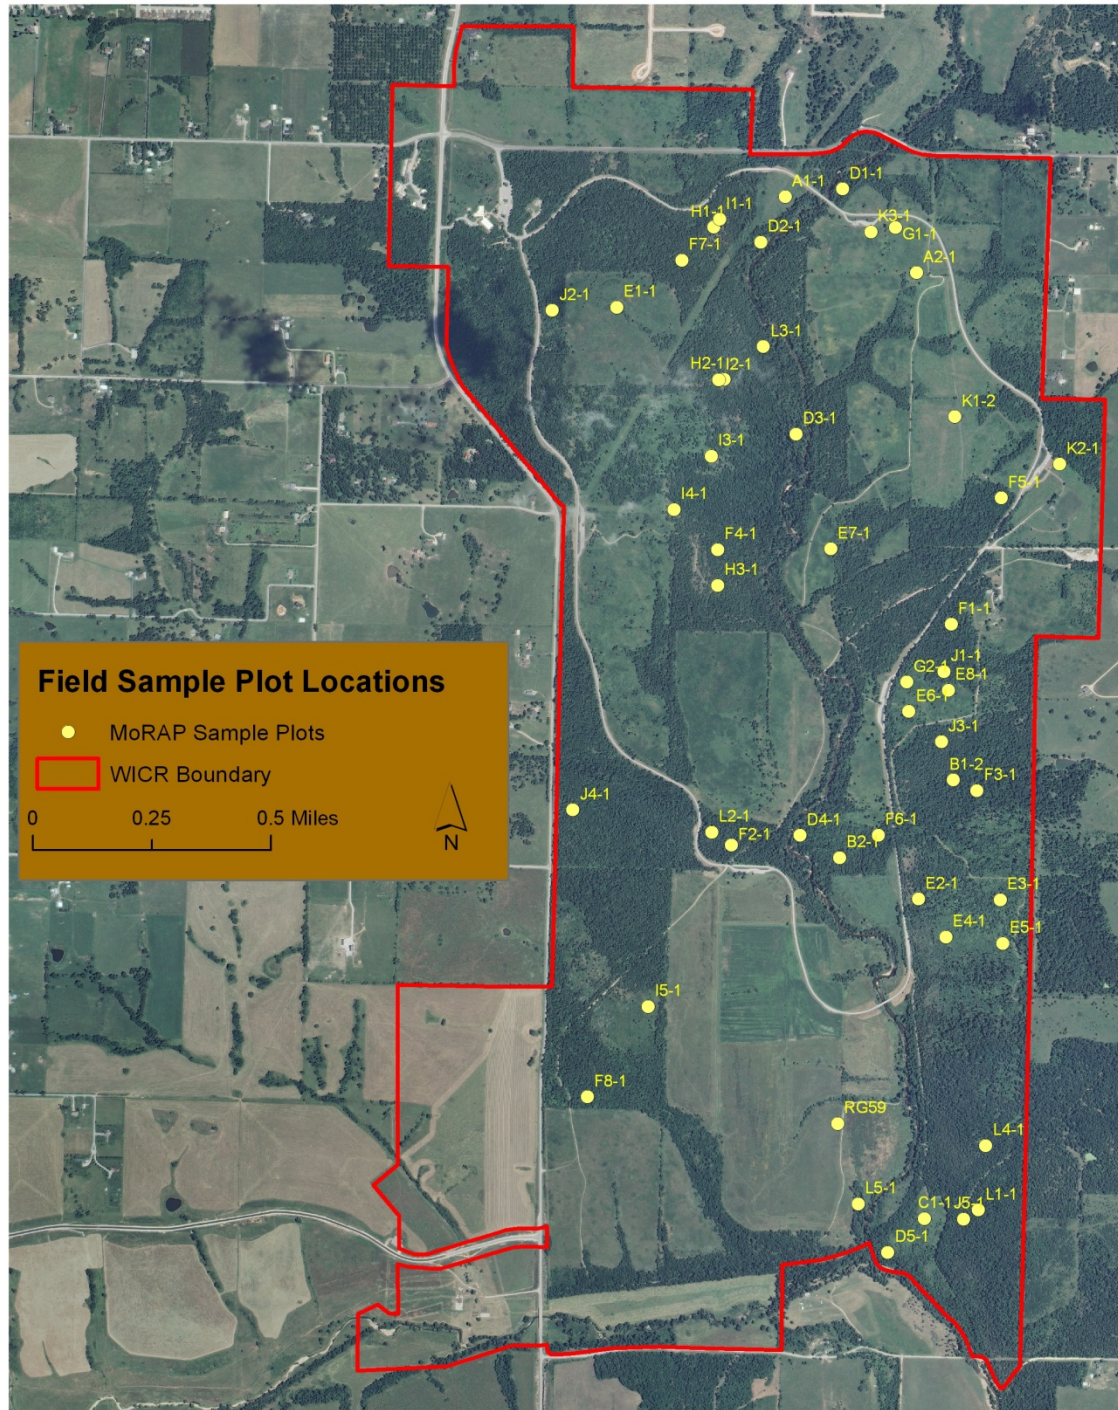 D1-1
A1-1
I1-1
H1-1
K3-1
G1-1
D2-1
F7-1
A2-1
J2-1
E1-1
L3-1
H2-1
I2-1
K1-2
D3-1
I3-1
K2-1
F5-1
I4-1
F4-1
E7-1
H3-1
F1-1
J1-1
G2-1
E8-1
E6-1
J3-1
B1-2
F3-1
Field Sample Plot Locations
MoRAP Sample Plots
WICR Boundary
0 0.25 0.5 Miles
N
J4-1
L2-1
F2-1
D4-1
F6-1
B2-1
E2-1
E3-1
E4-1
E5-1
I5-1
F8-1
RG59
L4-1
L5-1
C1-1
J5-1
L1-1
D5-1